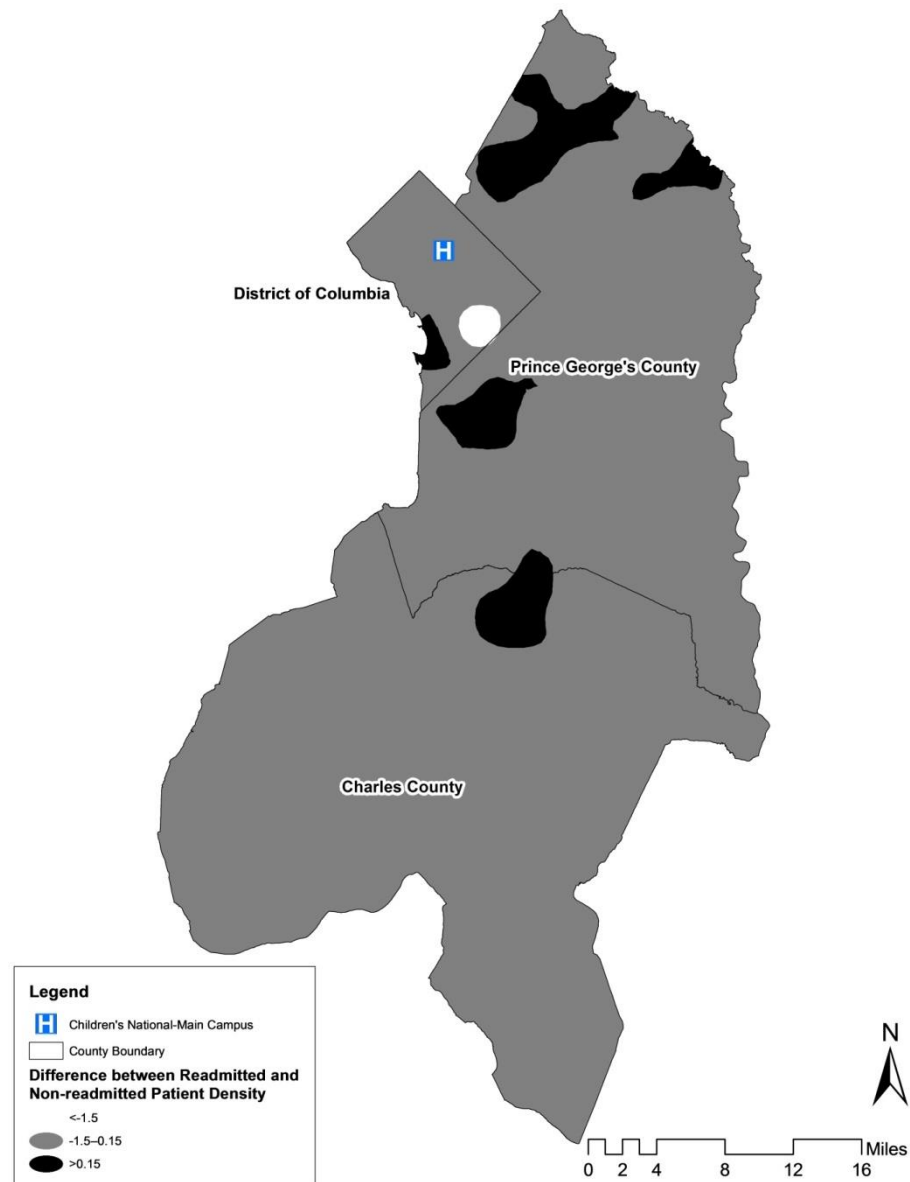 H
District of Columbia
Prince George's County
Charles County
Legend
H Children's National-Main Campus
County Boundary
Difference between Readmitted and
Non-readmitted Patient Density
<-1.5
-1.5–0.15
>0.15
N
Miles
0 2 4 8 12 16